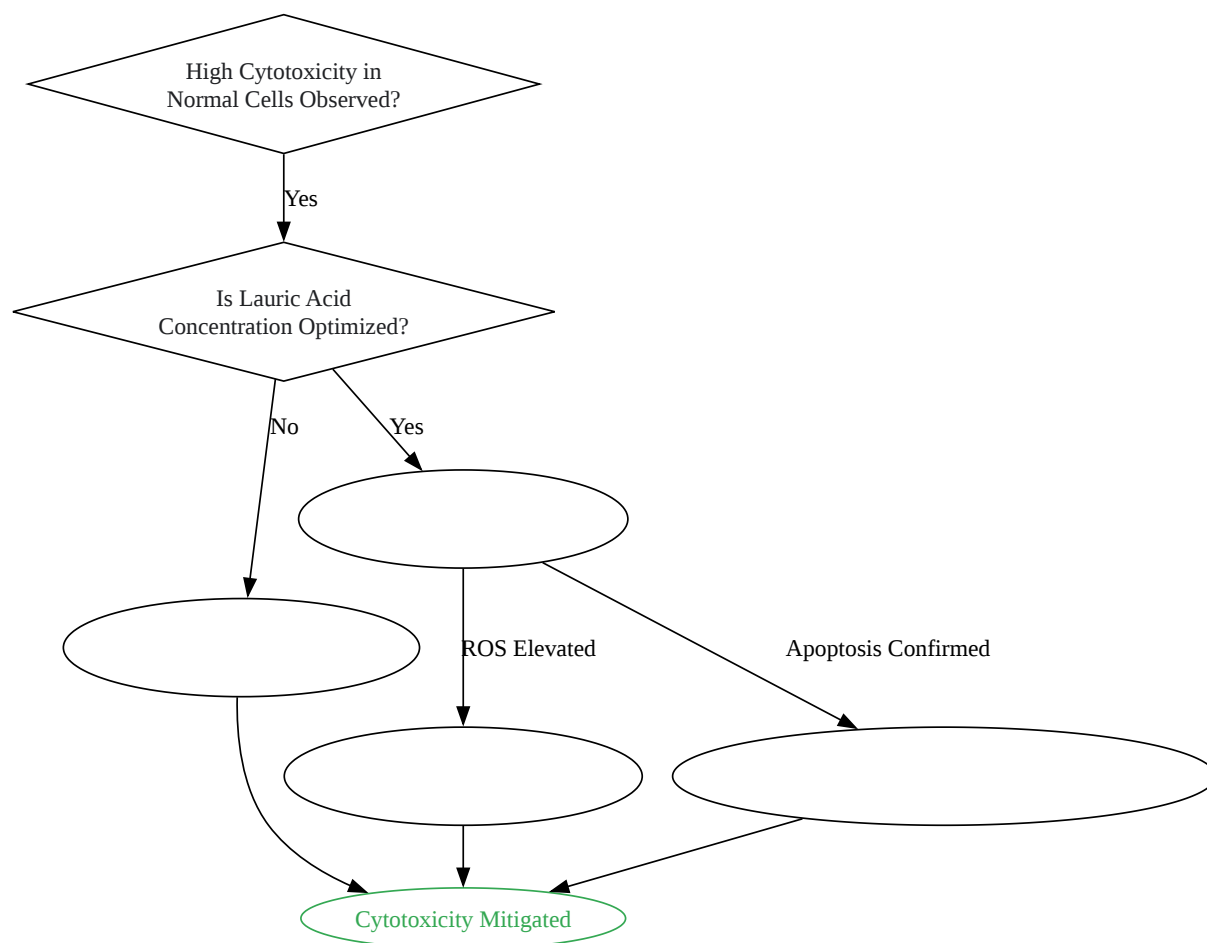 High Cytotoxicity in
Normal Cells Observed?
Yes
Is Lauric Acid
Concentration Optimized?
No
Yes
ROS Elevated
Apoptosis Confirmed
Cytotoxicity Mitigated